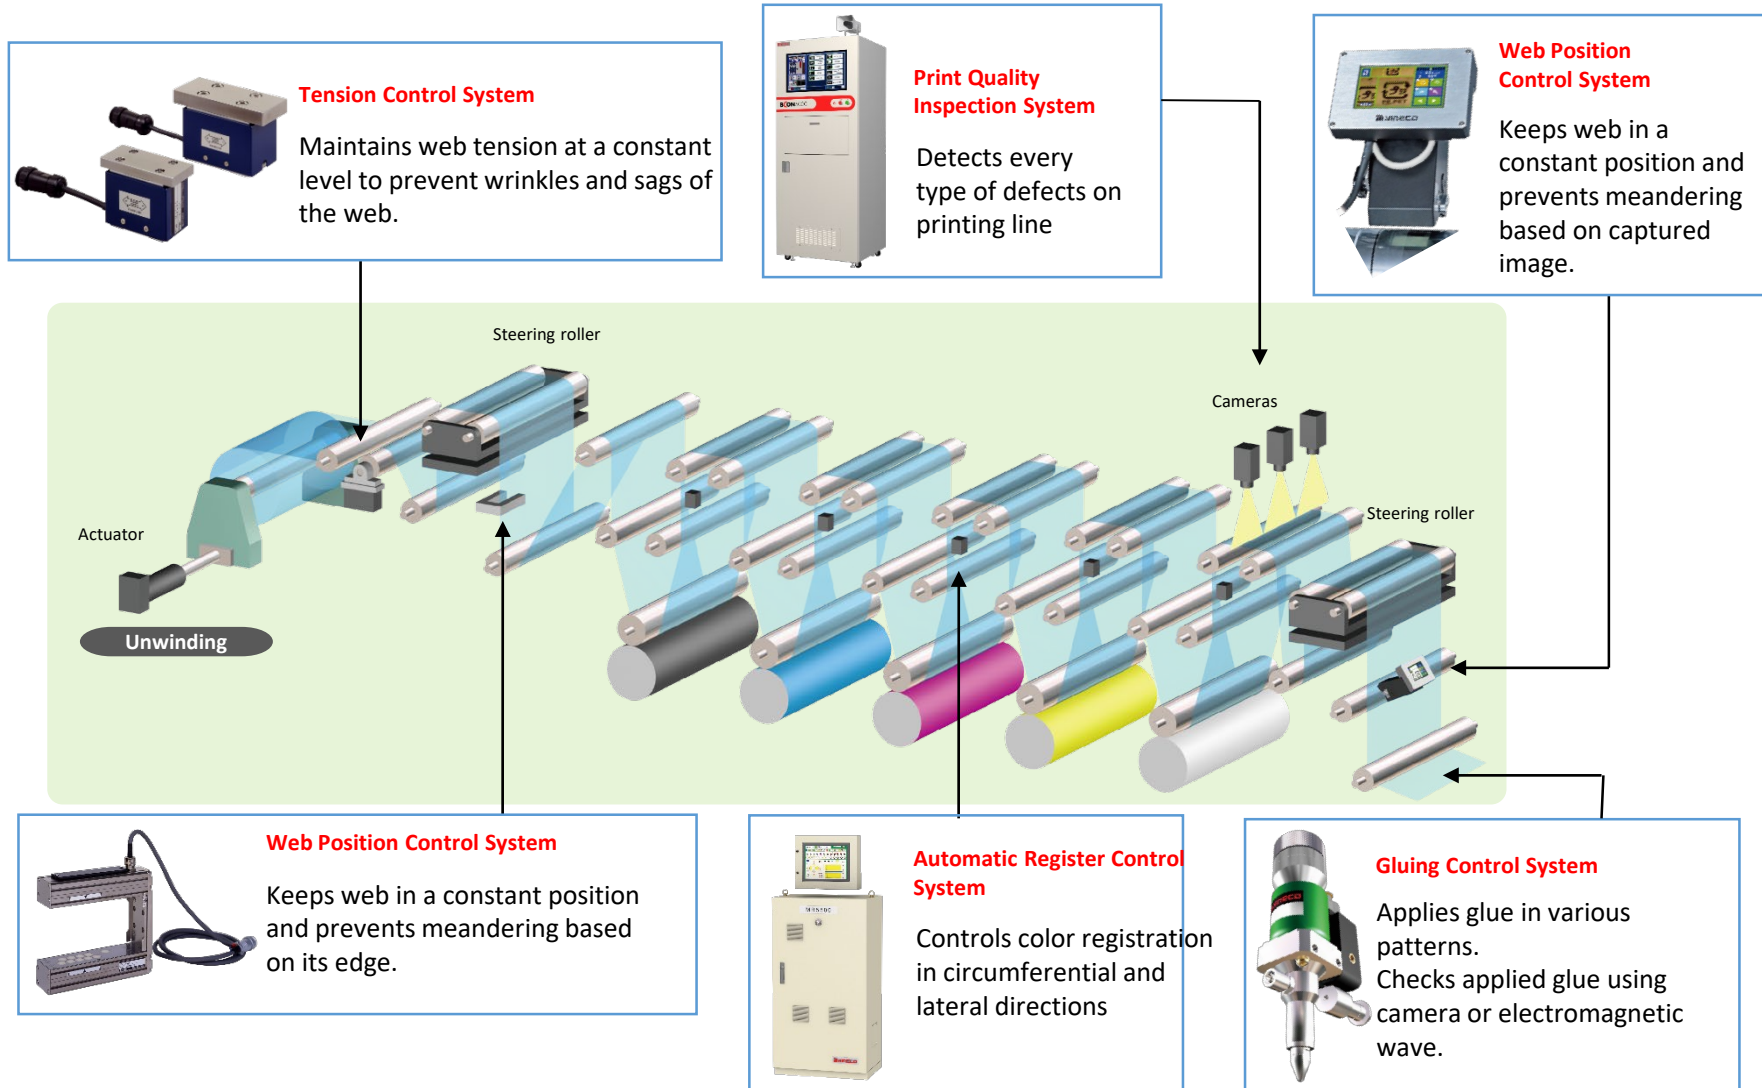 Tension Control System
Maintains web tension at a constant
level to prevent wrinkles and sags of
the web.
Print Quality
Inspection System
Detects every
type of defects on
printing line
Web Position
Control System
Keeps web in a
constant position and
prevents meandering
based on captured
image.
Steering roller
Cameras
Steering roller
Actuator
Unwinding
Web Position Control System
Keeps web in a constant position
and prevents meandering based
on its edge.
Automatic Register Control
System
Controls color registration
in circumferential and
lateral directions
Gluing Control System
Applies glue in various
patterns.
Checks applied glue using
camera or electromagnetic
wave.